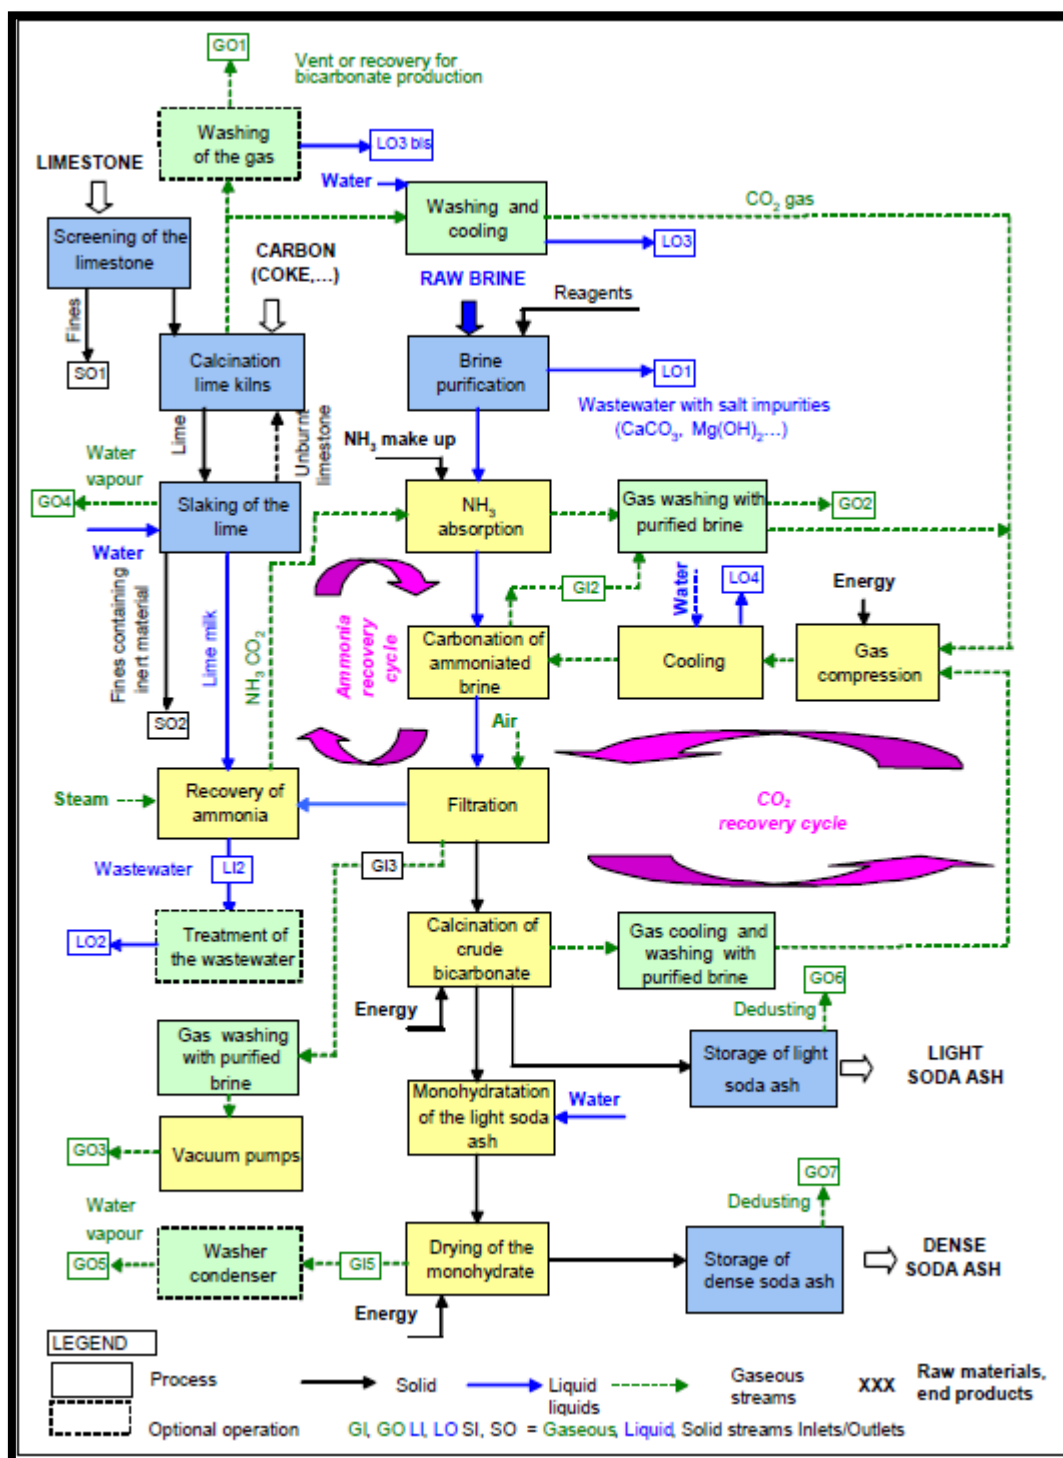 GO1
Vent or recovery for
bicarbonate production
Washing
of the gas
LO3 bis
LIMESTONE
Water
Washing and
cooling
CO2 gas
LO3
Screening of the
limestone
CARBON
(COKE,...)
RAW BRINE
Reagents
Fines
SO1
Calcination
lime kilns
Brine
purification
LO1
Wastewater with salt impurities
(CaCO3, Mg(OH)2...)
Lime
Unburnt
limestone
NH3 make up
Water
vapour
GO4
Slaking of the
lime
NH3
absorption
Gas washing with
purified brine
GO2
Water
Fines containing
inert material
Lime milk
NH3 CO2
Ammonia
recovery
cycle
GI2
Water
LO4
Energy
Carbonation of
ammoniated
brine
Cooling
Gas
compression
SO2
Air
Steam
Recovery of
ammonia
Filtration
CO2
recovery cycle
Wastewater
LI2
GI3
LO2
Treatment of
the wastewater
Calcination of
crude
bicarbonate
Gas cooling and
washing with
purified brine
GO6
Dedusting
Energy
Gas washing
with purified
brine
Storage of light
soda ash
LIGHT
SODA ASH
Monohydratation
of the light soda
ash
Water
GO3
Vacuum pumps
GO7
Dedusting
Water
vapour
GO5
Washer
condenser
GI5
Drying of the
monohydrate
Storage of
dense soda ash
DENSE
SODA ASH
Energy
LEGEND
Process
Solid
Liquid
liquids
Gaseous
streams
XXX
Raw materials,
end products
Optional operation
GI, GO LI, LO SI, SO = Gaseous, Liquid, Solid streams Inlets/Outlets